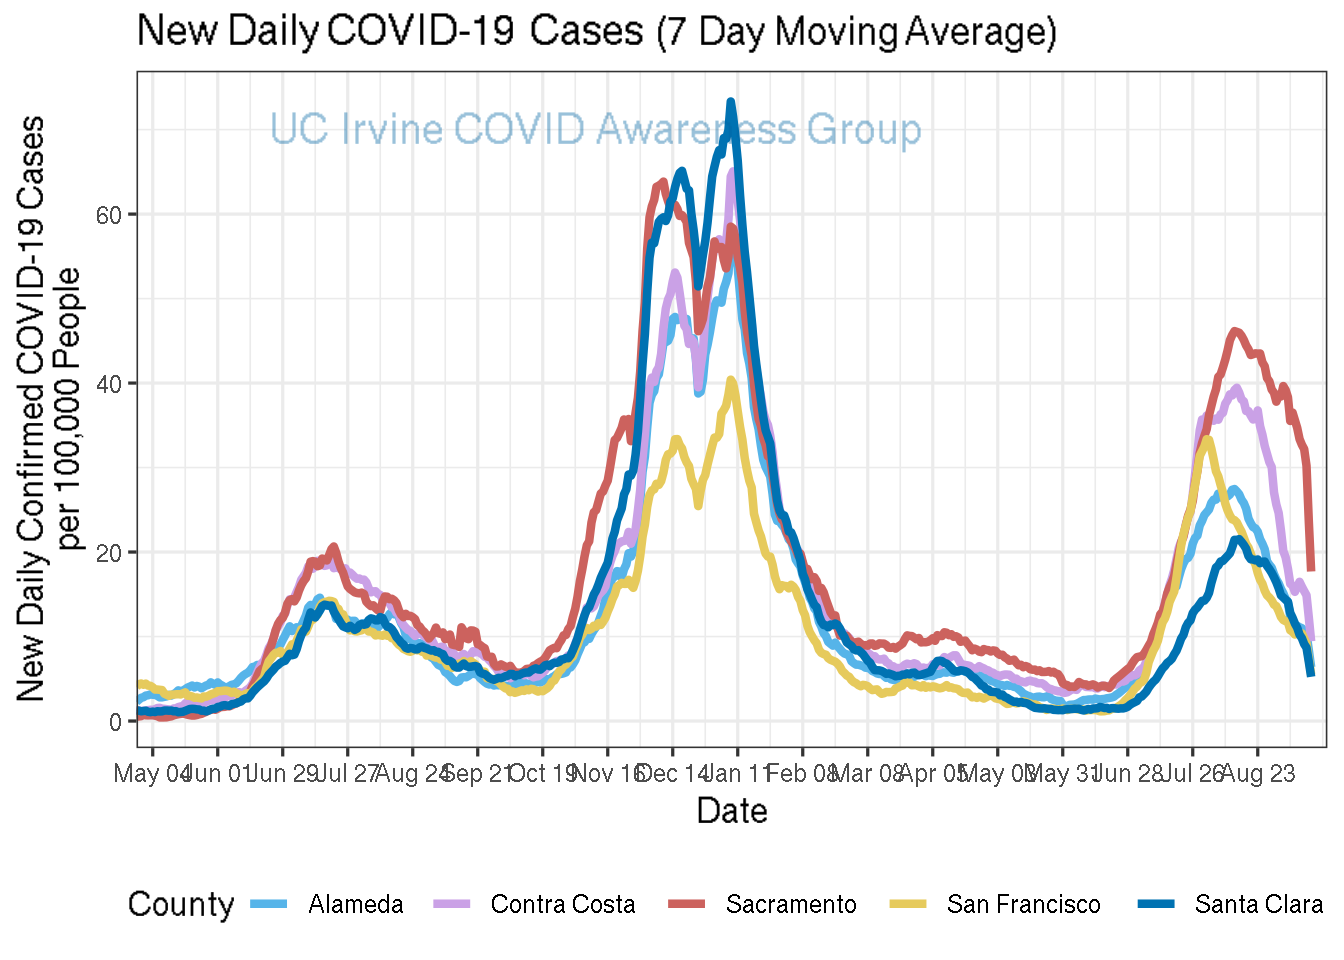 New Daily COVID-19 Cases (7 Day Moving Average)
UC Irvine COVID Awareness Group
New Daily Confirmed COVID-19 Cases
per 100,000 People
60
40
20
0
May 04 Jun 01 Jun 29 Jul 27 Aug 24 Sep 21 Oct 19 Nov 16 Dec 14 Jan 11 Feb 08 Mar 08 Apr 05 May 03 May 31 Jun 28 Jul 26 Aug 23
Date
County Alameda Contra Costa Sacramento San Francisco Santa Clara